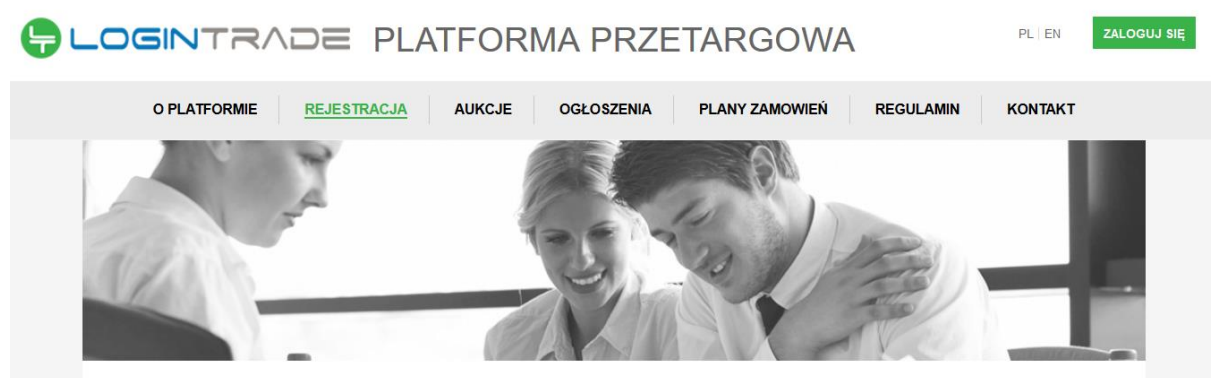 LOGINTRADE PLATFORMA PRZETARGOWA
PL | EN
ZALOGUJ SIĘ
O PLATFORMIE REJESTRACJA AUKCJE OGŁOSZENIA PLANY ZAMOWIEŃ REGULAMIN KONTAKT